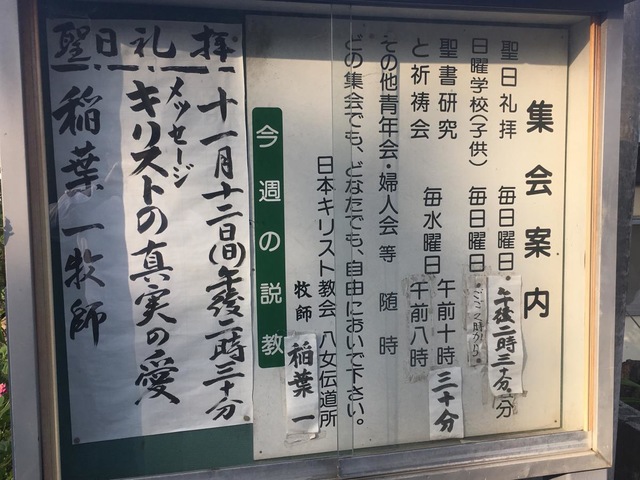 集会案内
聖日礼拝 毎日曜日・午後二時三十分分
日曜学校(子供) 毎日曜日
聖書研究 毎水曜日 午前十時三十分
と祈祷会 午前八時
その他青年会・婦人会 等 随時
どの集会でも、どなたでも、自由においで下さい。
日本キリスト教会 八女伝道所
牧師 稲葉 一
今週の説教
聖日礼拝
十一月十二日(日)午後二時三十分
メッセージ
キリストの真実の愛
稲葉一牧師